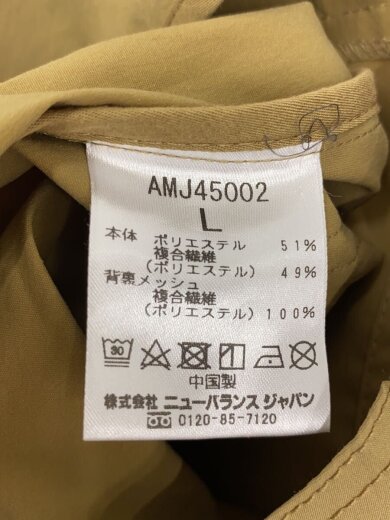 AMJ45002
L
本体 ポリエステル 51%
複合繊維
(ポリエステル) 49%
背裏メッシュ
複合繊維
(ポリエステル) 100%
30
中国製
株式会社 ニューバランス ジャパン
0120-85-7120